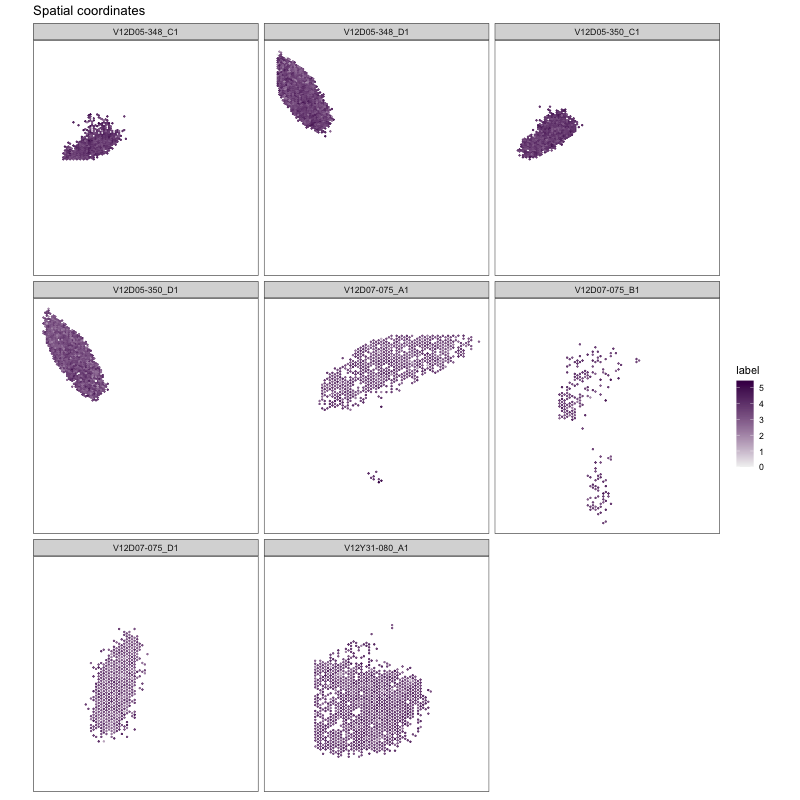 Spatial coordinates
V12D05-348_C1
V12D05-348_D1
V12D05-350_C1
V12D05-350_D1
V12D07-075_A1
V12D07-075_B1
label
5
4
3
2
1
0
V12D07-075_D1
V12Y31-080_A1